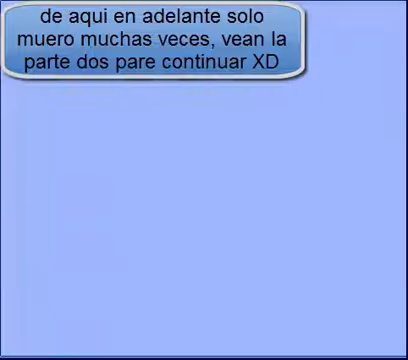 de aqui en adelante solo
muero muchas veces, vean la
parte dos pare continuar XD